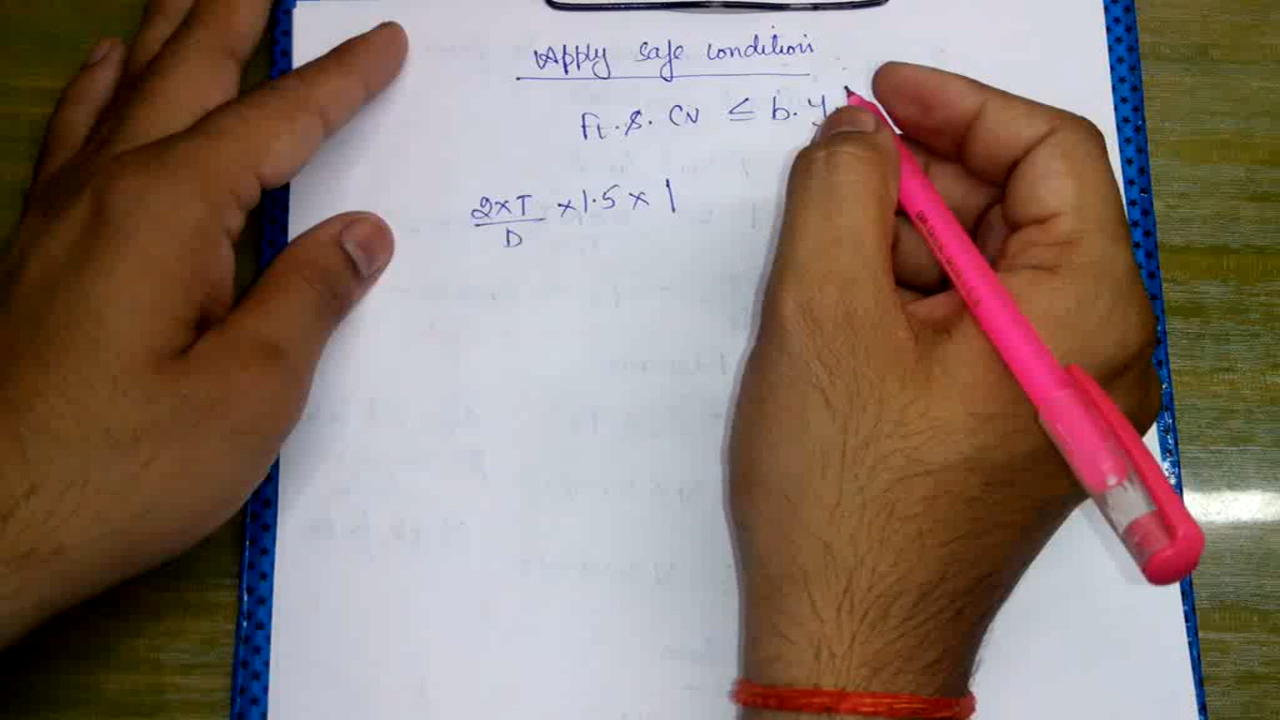 Apply safe condition
Ft. S. Cv ≤ b. y.
2×T/D ×1.5 × 1